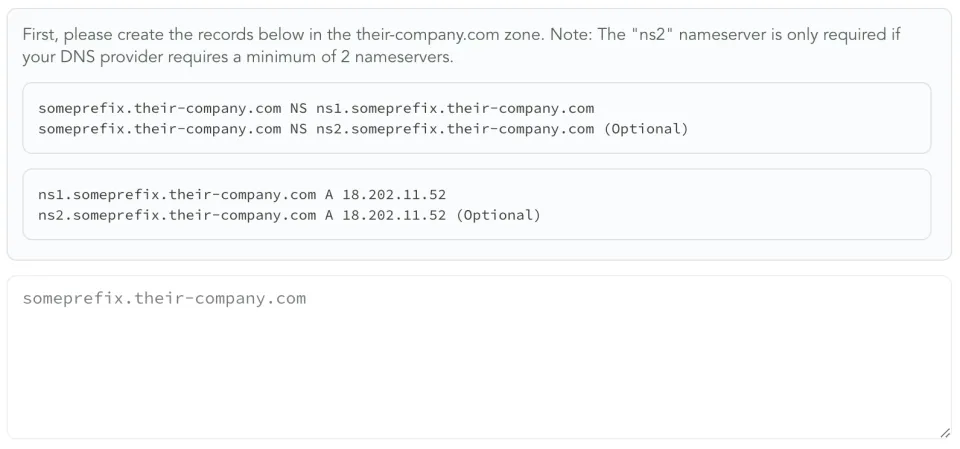 First, please create the records below in the their-company.com zone. Note: The "ns2" nameserver is only required if
your DNS provider requires a minimum of 2 nameservers.
someprefix.their-company.com NS ns1.someprefix.their-company.com
someprefix.their-company.com NS ns2.someprefix.their-company.com (Optional)
ns1.someprefix.their-company.com A 18.202.11.52
ns2.someprefix.their-company.com A 18.202.11.52 (Optional)
someprefix.their-company.com